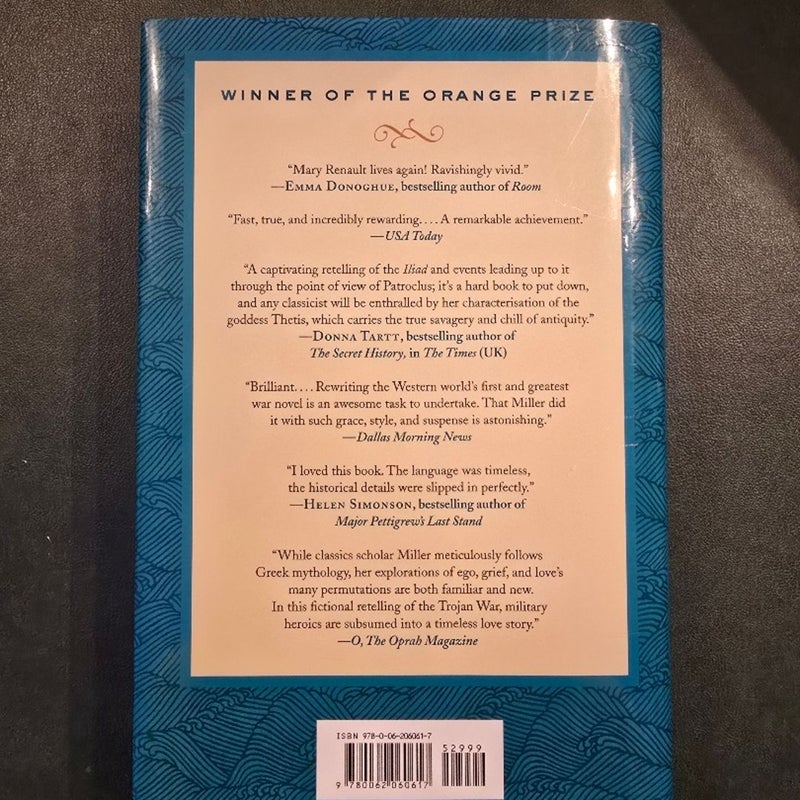 WINNER OF THE ORANGE PRIZE
“Mary Renault lives again! Ravishingly vivid.”
—EMMA DONOGHUE, bestselling author of Room
“Fast, true, and incredibly rewarding. . . . A remarkable achievement.”
—USA Today
“A captivating retelling of the Iliad and events leading up to it
through the point of view of Patroclus; it’s a hard book to put down,
and any classicist will be enthralled by her characterisation of the
goddess Thetis, which carries the true savagery and chill of antiquity.”
—DONNA TARTT, bestselling author of
The Secret History, in The Times (UK)
“Brilliant. . . . Rewriting the Western world’s first and greatest
war novel is an awesome task to undertake. That Miller did
it with such grace, style, and suspense is astonishing.”
—Dallas Morning News
“I loved this book. The language was timeless,
the historical details were slipped in perfectly.”
—HELEN SIMONSON, bestselling author of
Major Pettigrew’s Last Stand
“While classics scholar Miller meticulously follows
Greek mythology, her explorations of ego, grief, and love’s
many permutations are both familiar and new.
In this fictional retelling of the Trojan War, military
heroics are subsumed into a timeless love story.”
—O, The Oprah Magazine
ISBN 978-0-06-206061-7
52999
9 780062 060617